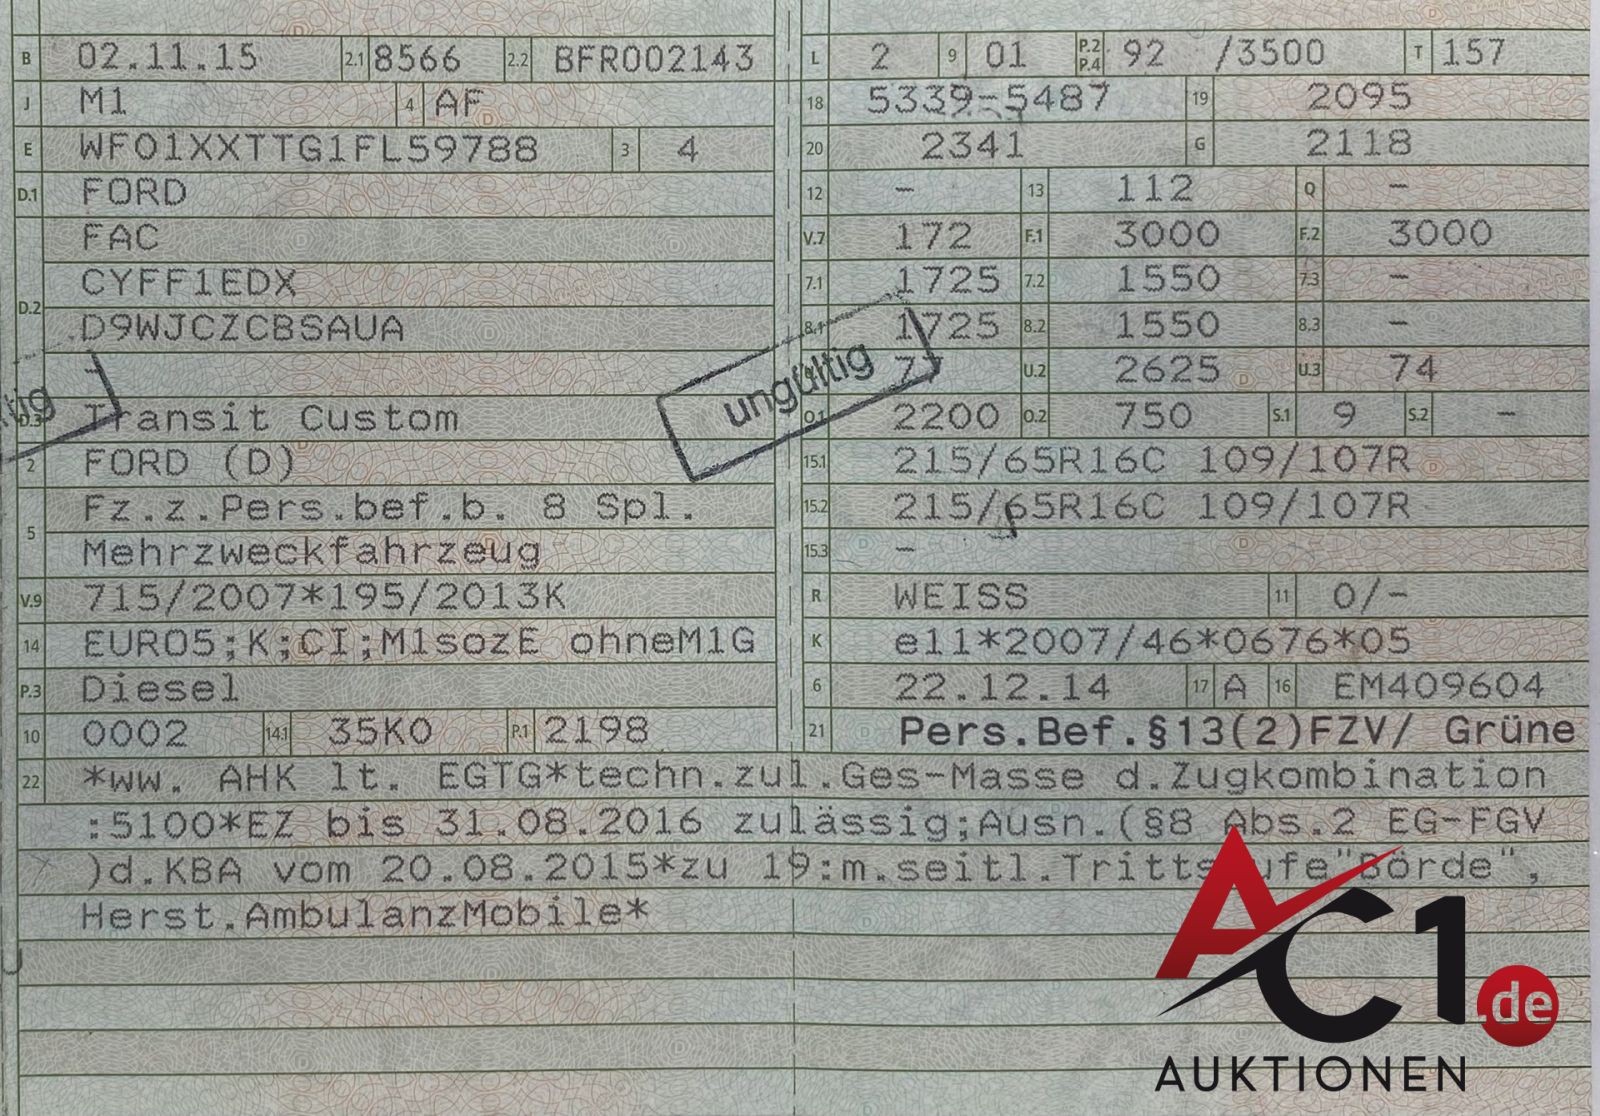 B 02.11.15 2.1 8566 2.2 BFR002143
J M1 4 AF
E WF01XXTTG1FL59788 3 4
D.1 FORD
FAC
D.2 CYFF1EDX
D9WJCZCBSAUA
-
tig
D.3 Transit Custom
2 FORD (D)
5 Fz.z.Pers.bef.b. 8 Spl.
Mehrzweckfahrzeug
V.9 715/2007*195/2013K
14 EURO5;K;CI;M1sozE ohneM1G
P.3 Diesel
10 0002 14.1 35K0 P.1 2198
ungültig
L 2 9 01 P.2 P.4 92 /3500 T 157
18 5339-5487 19 2095
20 2341 G 2118
12 - 13 112 Q -
V.7 172 F.1 3000 F.2 3000
7.1 1725 7.2 1550 7.3 -
8.1 1725 8.2 1550 8.3 -
77 U.2 2625 U.3 74
O.1 2200 O.2 750 S.1 9 S.2 -
15.1 215/65R16C 109/107R
15.2 215/65R16C 109/107R
15.3 -
R WEISS 11 0/-
K e11*2007/46*0676*05
6 22.12.14 17 A 16 EM409604
21 Pers.Bef.§13(2)FZV/ Grüne
22 *ww. AHK lt. EGTG*techn.zul.Ges-Masse d.Zugkombination
:5100*EZ bis 31.08.2016 zulässig;Ausn.(§8 Abs.2 EG-FGV
)d.KBA vom 20.08.2015*zu 19:m.seitl.Trittstufe"Börde",
Herst.AmbulanzMobile*
AC1.de
AUKTIONEN